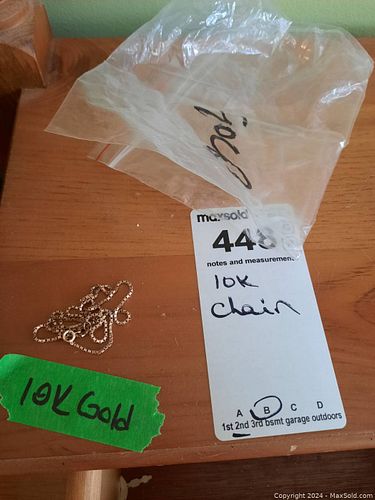 10K
maxsold
448
notes and measurements
10K
chain
10K Gold
A B C D
1st 2nd 3rd bsmt garage outdoors
Copyright 2024 - MaxSold.com